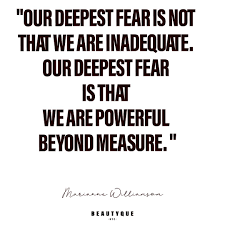 "OUR DEEPEST FEAR IS NOT
THAT WE ARE INADEQUATE.
OUR DEEPEST FEAR
IS THAT
WE ARE POWERFUL
BEYOND MEASURE. "
Marianne Williamson
BEAUTYQUE